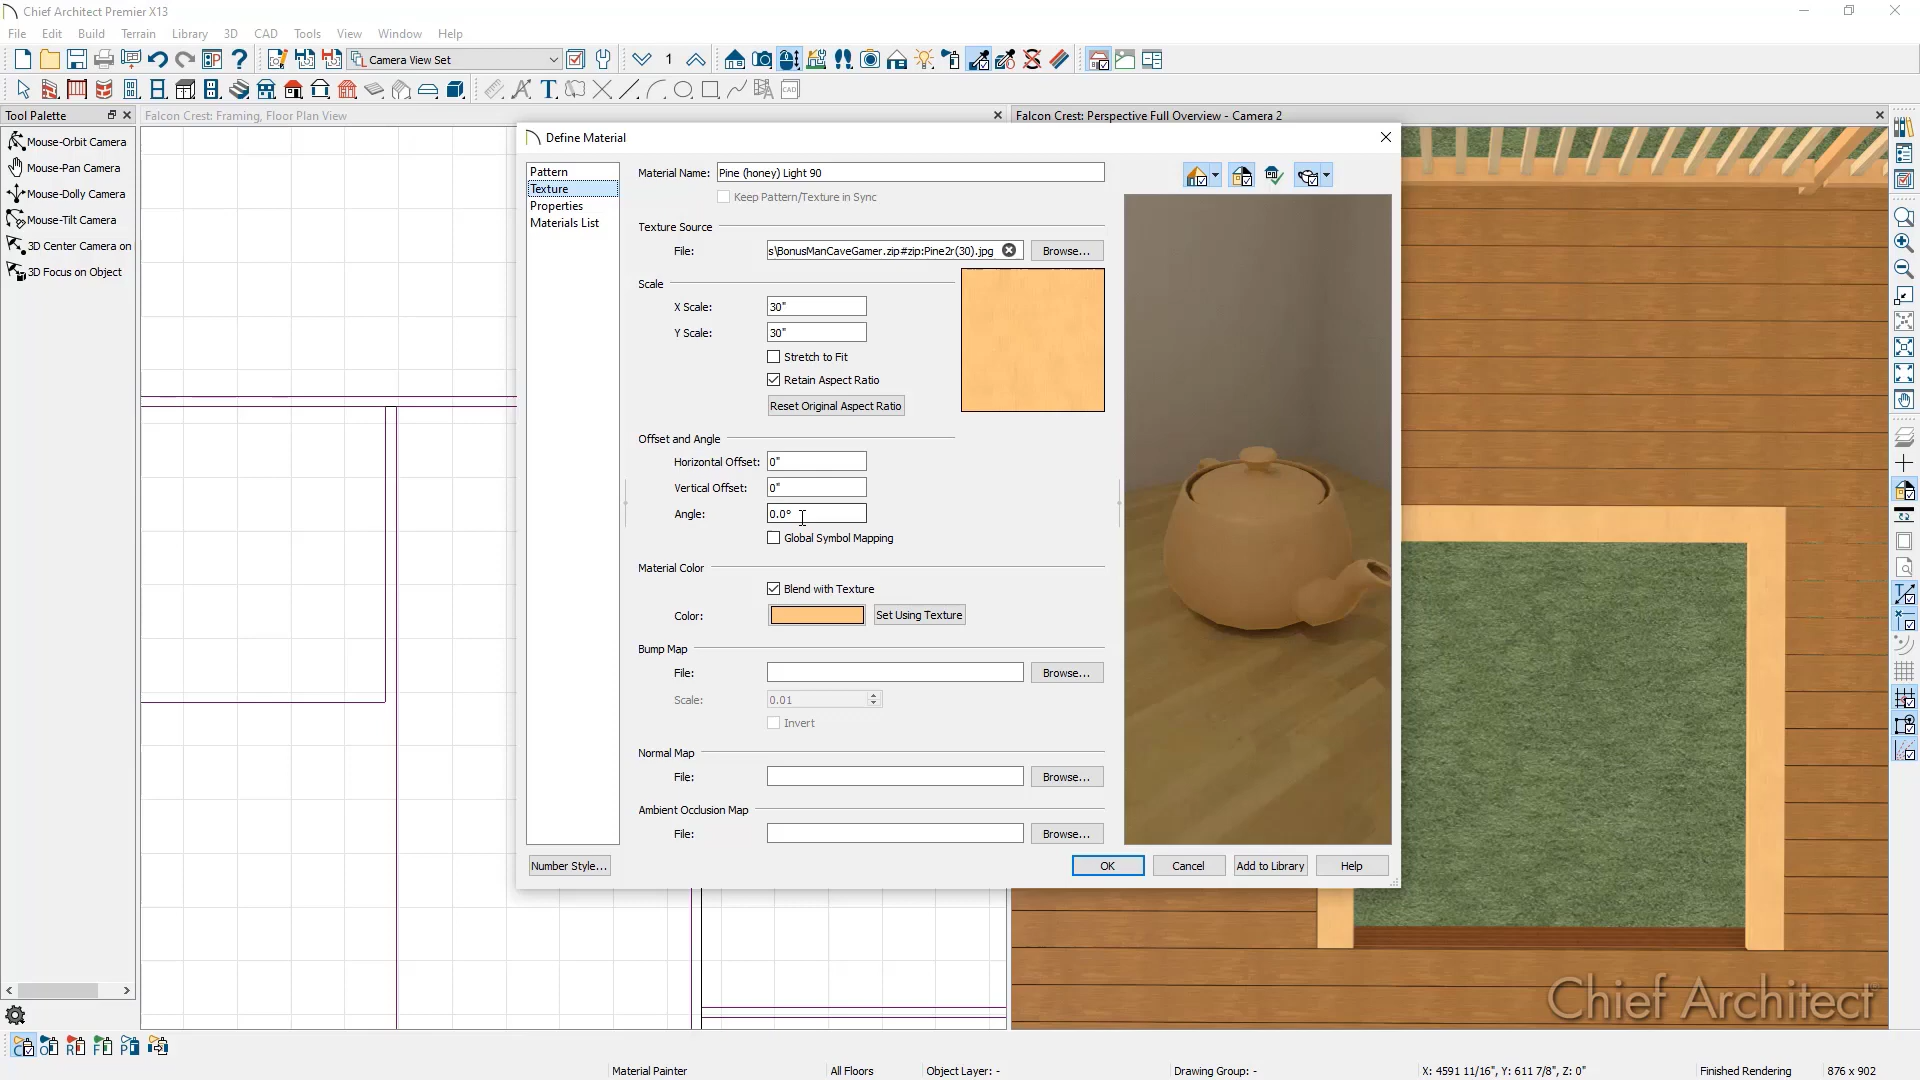 Chief Architect Premier X13
File Edit Build Terrain Library 3D CAD Tools View Window Help
Camera View Set 1
CAD
Tool Palette
Falcon Crest: Framing, Floor Plan View
Falcon Crest: Perspective Full Overview - Camera 2
Mouse-Orbit Camera
Mouse-Pan Camera
Mouse-Dolly Camera
Mouse-Tilt Camera
3D Center Camera on
3D Focus on Object
Define Material
Pattern
Texture
Properties
Materials List
Material Name: Pine (honey) Light 90
Keep Pattern/Texture in Sync
Texture Source
File: s\BonusManCaveGamer.zip#zip:Pine2r(30).jpg Browse...
Scale
X Scale: 30"
Y Scale: 30"
Stretch to Fit
Retain Aspect Ratio
Reset Original Aspect Ratio
Offset and Angle
Horizontal Offset: 0"
Vertical Offset: 0"
Angle: 0.0°
Global Symbol Mapping
Material Color
Blend with Texture
Color: Set Using Texture
Bump Map
File: Browse...
Scale: 0.01
Invert
Normal Map
File: Browse...
Ambient Occlusion Map
File: Browse...
Number Style... OK Cancel Add to Library Help
Chief Architect
Material Painter All Floors Object Layer: - Drawing Group: - X: 4591 11/16", Y: 611 7/8", Z: 0" Finished Rendering 876 x 902